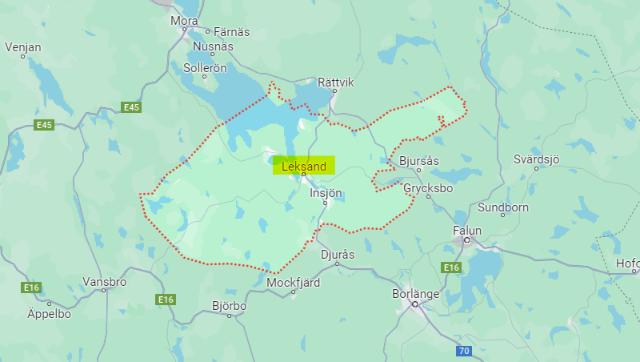 Mora
Färnäs
Venjan
Nusnäs
Sollerön
Rättvik
E45
E45
Leksand
Bjursås
Svärdsjö
Insjön
Grycksbo
Sundborn
Falun
Djurås
E16
Hofo
Vansbro
Mockfjärd
E16
E16
Borlänge
Äppelbo
Björbo
70